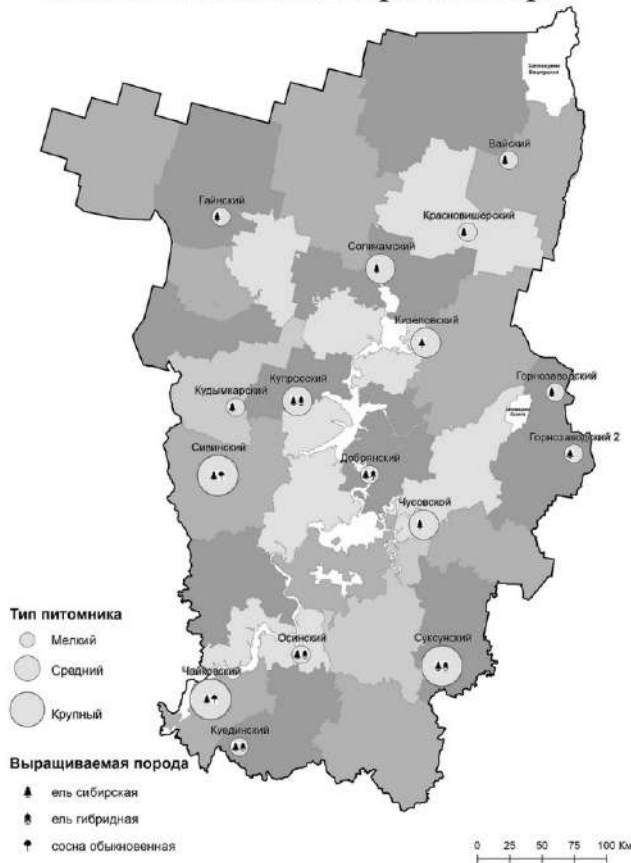 Вайский
Гайнский
Красновишерский
Соликамский
Кизеловский
Горнозаводский
Купросский
Кудымкарский
Горнозаводский 2
Сивинский
Добрянский
Чусовской
Тип питомника
Мелкий
Средний
Крупный
Осинский
Суксунский
Чайковский
Куединский
Выращиваемая порода
ель сибирская
ель гибридная
сосна обыкновенная
0 25 50 75 100 Км